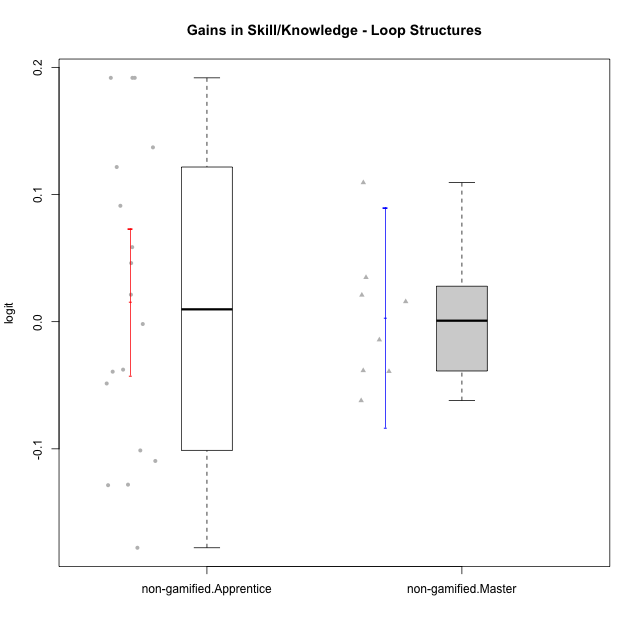 Gains in Skill/Knowledge - Loop Structures
0.2
0.1
0.0
-0.1
logit
non-gamified.Apprentice
non-gamified.Master